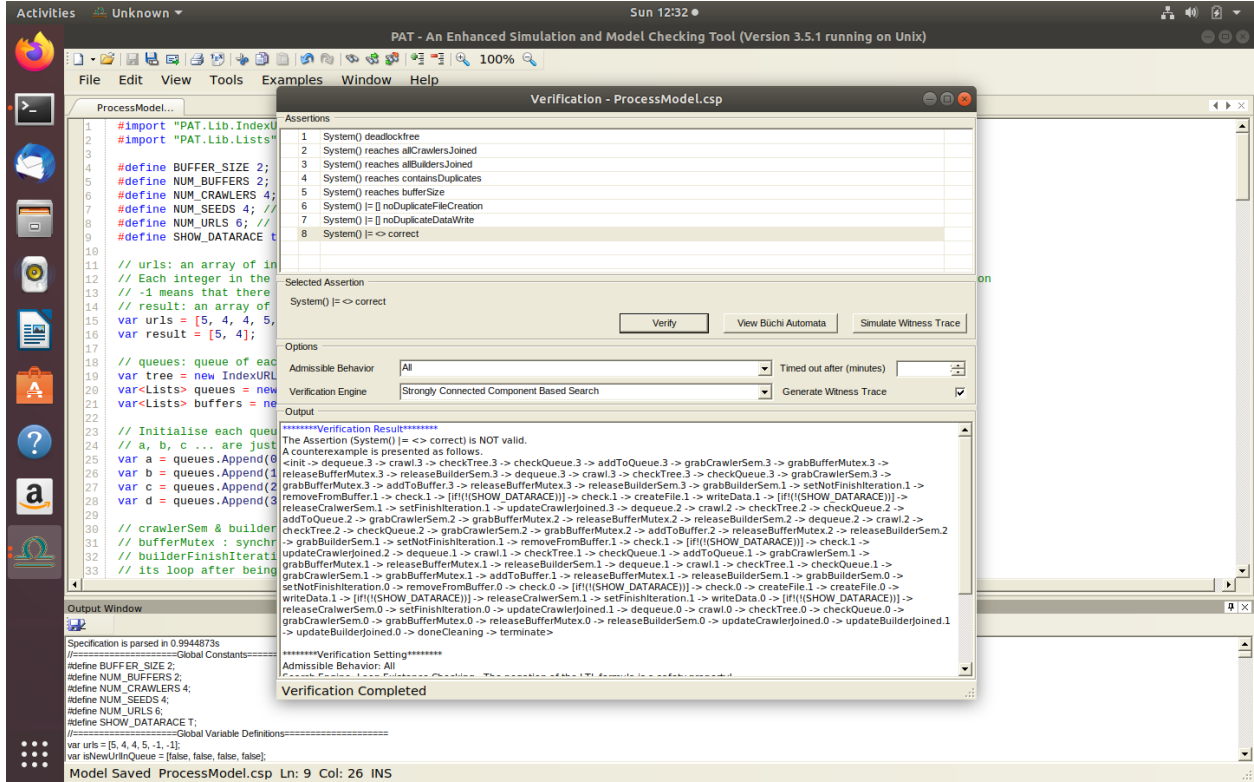 Activities
Unknown
Sun 12:32
PAT - An Enhanced Simulation and Model Checking Tool (Version 3.5.1 running on Unix)
100%
File Edit View Tools Examples Window Help
ProcessModel...
1 #import "PAT.Lib.IndexU
2 #import "PAT.Lib.Lists"
3
4 #define BUFFER_SIZE 2;
5 #define NUM_BUFFERS 2;
6 #define NUM_CRAWLERS 4;
7 #define NUM_SEEDS 4; //
8 #define NUM_URLS 6; //
9 #define SHOW_DATARACE t
10
11 // urls: an array of in
12 // Each integer in the
on
13 // -1 means that there
14 // result: an array of
15 var urls = [5, 4, 4, 5,
16 var result = [5, 4];
17
18 // queues: queue of eac
19 var tree = new IndexURL
20 var<Lists> queues = new
21 var<Lists> buffers = ne
22
23 // Initialise each queu
24 // a, b, c ... are just
25 var a = queues.Append(0
26 var b = queues.Append(1
27 var c = queues.Append(2
28 var d = queues.Append(3
29
30 // crawlerSem & builder
31 // bufferMutex : synchr
32 // builderFinishIterati
33 // its loop after being
Verification - ProcessModel.csp
Assertions
1 System() deadlockfree
2 System() reaches allCrawlersJoined
3 System() reaches allBuildersJoined
4 System() reaches containsDuplicates
5 System() reaches bufferSize
6 System() |= [] noDuplicateFileCreation
7 System() |= [] noDuplicateDataWrite
8 System() |= <> correct
Selected Assertion
System() |= <> correct
Verify View Büchi Automata Simulate Witness Trace
Options
Admissible Behavior All Timed out after (minutes)
Verification Engine Strongly Connected Component Based Search Generate Witness Trace
Output
********Verification Result********
The Assertion (System() |= <> correct) is NOT valid.
A counterexample is presented as follows.
<init -> dequeue.3 -> crawl.3 -> checkTree.3 -> checkQueue.3 -> addToQueue.3 -> grabCrawlerSem.3 -> grabBufferMutex.3 ->
releaseBufferMutex.3 -> releaseBuilderSem.3 -> dequeue.3 -> crawl.3 -> checkTree.3 -> checkQueue.3 -> grabCrawlerSem.3 ->
grabBufferMutex.3 -> addToBuffer.3 -> releaseBufferMutex.3 -> releaseBuilderSem.3 -> grabBuilderSem.1 -> setNotFinishIteration.1 ->
removeFromBuffer.1 -> check.1 -> [if!(!(SHOW_DATARACE))] -> check.1 -> createFile.1 -> writeData.1 -> [if!(!(SHOW_DATARACE))] ->
releaseCralwerSem.1 -> setFinishIteration.1 -> updateCrawlerJoined.3 -> dequeue.2 -> crawl.2 -> checkTree.2 -> checkQueue.2 ->
addToQueue.2 -> grabCrawlerSem.2 -> grabBufferMutex.2 -> releaseBufferMutex.2 -> releaseBuilderSem.2 -> dequeue.2 -> crawl.2 ->
checkTree.2 -> checkQueue.2 -> grabCrawlerSem.2 -> grabBufferMutex.2 -> addToBuffer.2 -> releaseBufferMutex.2 -> releaseBuilderSem.2
-> grabBuilderSem.1 -> setNotFinishIteration.1 -> removeFromBuffer.1 -> check.1 -> [if!(!(SHOW_DATARACE))] -> check.1 ->
updateCrawlerJoined.2 -> dequeue.1 -> crawl.1 -> checkTree.1 -> checkQueue.1 -> addToQueue.1 -> grabCrawlerSem.1 ->
grabBufferMutex.1 -> releaseBufferMutex.1 -> releaseBuilderSem.1 -> dequeue.1 -> crawl.1 -> checkTree.1 -> checkQueue.1 ->
grabCrawlerSem.1 -> grabBufferMutex.1 -> addToBuffer.1 -> releaseBufferMutex.1 -> releaseBuilderSem.1 -> grabBuilderSem.0 ->
setNotFinishIteration.0 -> removeFromBuffer.0 -> check.0 -> [if!(!(SHOW_DATARACE))] -> check.0 -> createFile.1 -> createFile.0 ->
writeData.1 -> [if!(!(SHOW_DATARACE))] -> releaseCralwerSem.1 -> setFinishIteration.1 -> writeData.0 -> [if!(!(SHOW_DATARACE))] ->
releaseCralwerSem.0 -> setFinishIteration.0 -> updateCrawlerJoined.1 -> dequeue.0 -> crawl.0 -> checkTree.0 -> checkQueue.0 ->
grabCrawlerSem.0 -> grabBufferMutex.0 -> releaseBufferMutex.0 -> releaseBuilderSem.0 -> updateCrawlerJoined.0 -> updateBuilderJoined.1
-> updateBuilderJoined.0 -> doneCleaning -> terminate>
********Verification Setting********
Admissible Behavior: All
Search Engine: Loop Existence Checking - The negation of the LTL formula is a safety property!
Verification Completed
Output Window
Specification is parsed in 0.9944873s
//====================Global Constants======
#define BUFFER_SIZE 2;
#define NUM_BUFFERS 2;
#define NUM_CRAWLERS 4;
#define NUM_SEEDS 4;
#define NUM_URLS 6;
#define SHOW_DATARACE T;
//====================Global Variable Definitions====================
var urls = [5, 4, 4, 5, -1, -1];
var isNewUrlInQueue = [false, false, false, false];
Model Saved ProcessModel.csp Ln: 9 Col: 26 INS